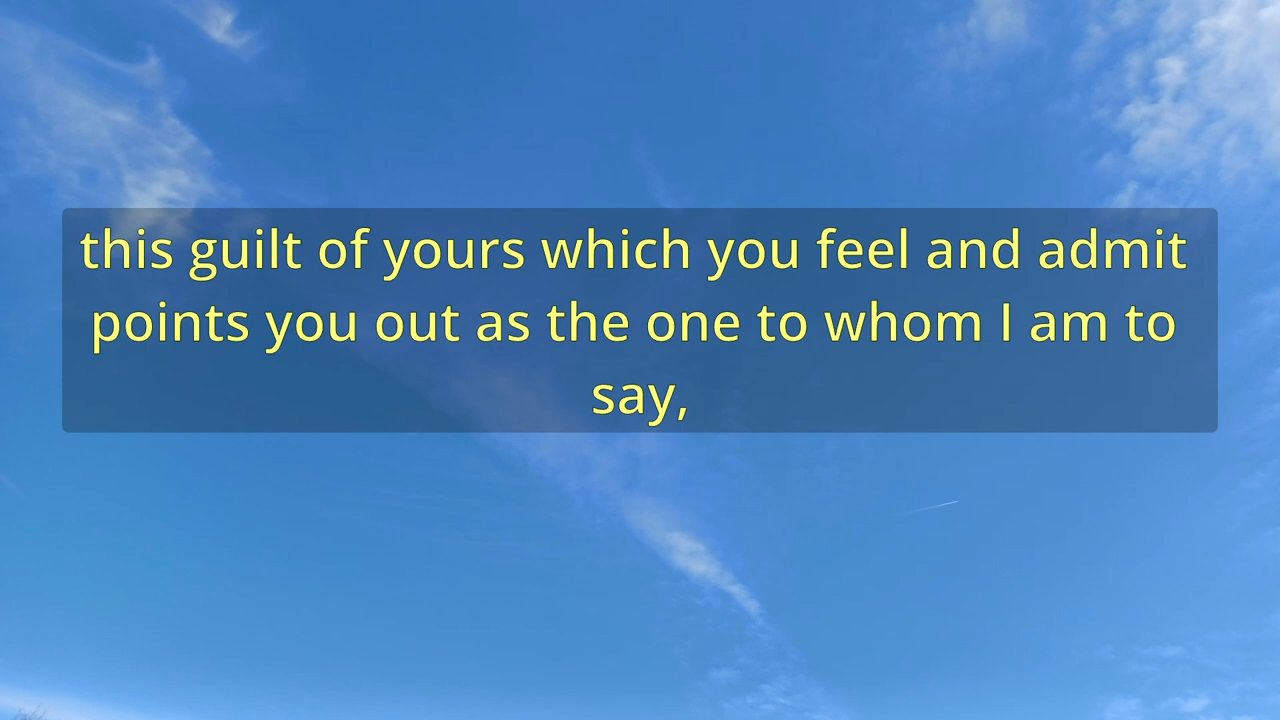 this guilt of yours which you feel and admit
points you out as the one to whom I am to
say,